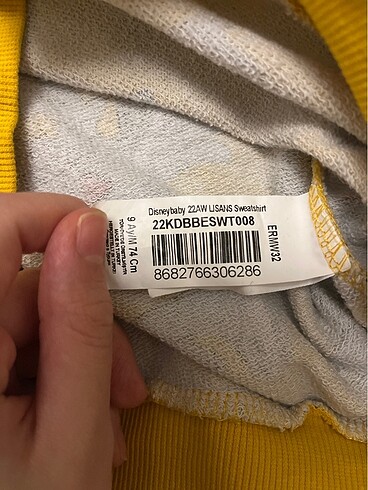 Disneybaby 22AW LISANS Sweatshirt
22KDBBESWT008
8682766306286
9 Ay/M 74 Cm
ERMW32